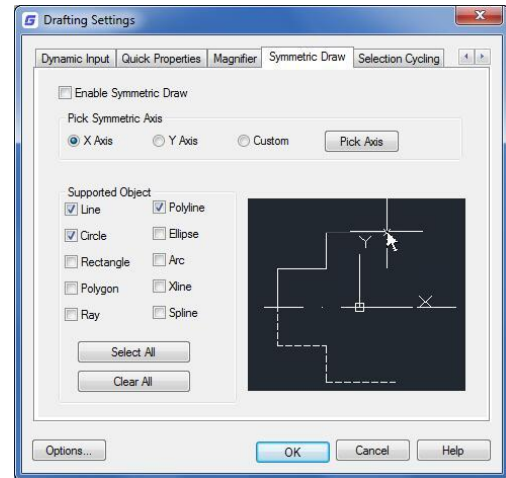 Drafting Settings
Dynamic Input Quick Properties Magnifier Symmetric Draw Selection Cycling
Enable Symmetric Draw
Pick Symmetric Axis
X Axis Y Axis Custom Pick Axis
Supported Object
Line Polyline
Circle Ellipse
Rectangle Arc
Polygon Xline
Ray Spline
Select All
Clear All
Y
X
Options... OK Cancel Help